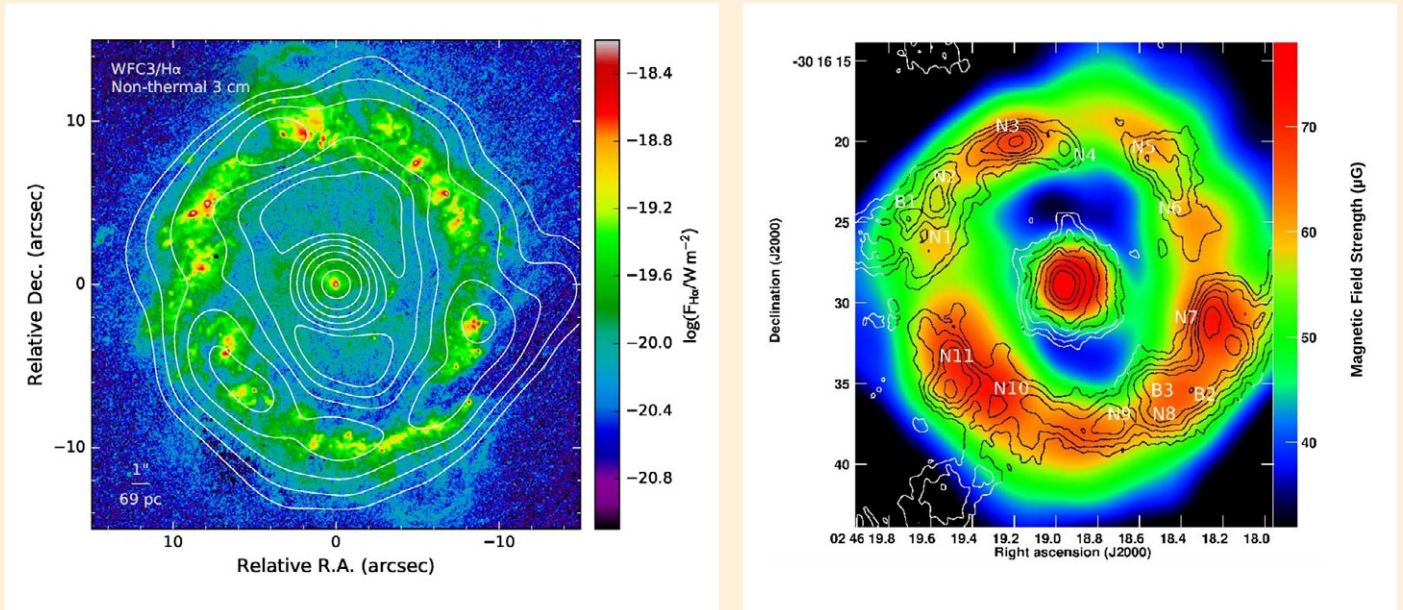 WFC3/Hα
Non-thermal 3 cm
10
0
−10
Relative Dec. (arcsec)
1"
69 pc
10
0
−10
Relative R.A. (arcsec)
−18.4
−18.8
−19.2
−19.6
−20.0
−20.4
−20.8
log(F_Hα/W m⁻²)
-30 16 15
20
25
30
35
40
Declination (J2000)
N3
N4
N5
N2
B1
N6
N1
N7
N11
N10
B3
B2
N9
N8
02 46 19.8
19.6
19.4
19.2
19.0
18.8
18.6
18.4
18.2
18.0
Right ascension (J2000)
70
60
50
40
Magnetic Field Strength (µG)